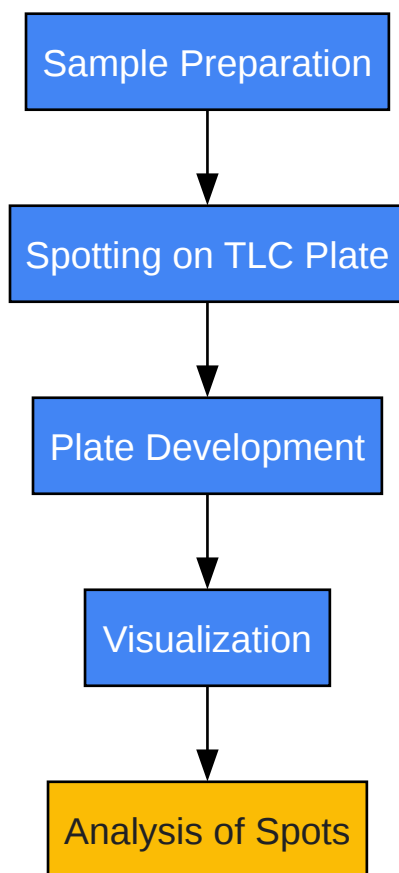 Sample Preparation
Spotting on TLC Plate
Plate Development
Visualization
Analysis of Spots